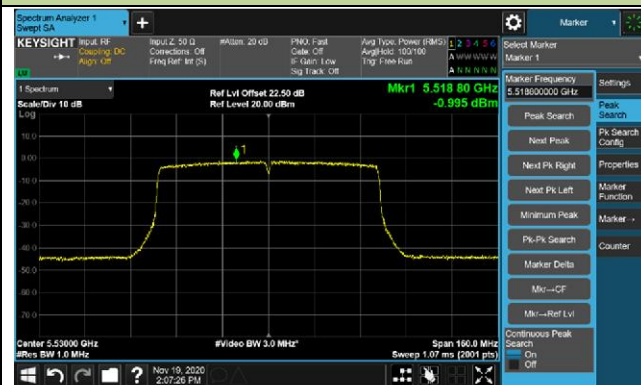 Spectrum Analyzer 1
Swept SA
+
Marker
KEYSIGHT
Input: RF
Coupling: DC
Align: Off
Input Z: 50 Ω
Corrections: Off
Freq Ref: Int (S)
#Atten: 20 dB
PNO: Fast
Gate: Off
IF Gain: Low
Sig Track: Off
Avg Type: Power (RMS)
Avg|Hold: 100/100
Trig: Free Run
1 2 3 4 5 6
A W W W W W
A N N N N N
LW
Select Marker
Marker 1
1 Spectrum
Scale/Div 10 dB
Log
Ref Lvl Offset 22.50 dB
Ref Level 20.00 dBm
Mkr1 5.518 80 GHz
-0.995 dBm
Marker Frequency
5.518800000 GHz
Peak Search
Next Peak
Next Pk Right
Next Pk Left
Minimum Peak
Pk-Pk Search
Marker Delta
Mkr→CF
Mkr→Ref Lvl
Continuous Peak
Search
On
Off
Settings
Peak
Search
Pk Search
Config
Properties
Marker
Function
Marker→
Counter
10.0
0.00
-10.0
-20.0
-30.0
-40.0
-50.0
-60.0
-70.0
1
Center 5.53000 GHz
#Res BW 1.0 MHz
#Video BW 3.0 MHz*
Span 160.0 MHz
Sweep 1.07 ms (2001 pts)
?
Nov 19, 2020
2:07:26 PM